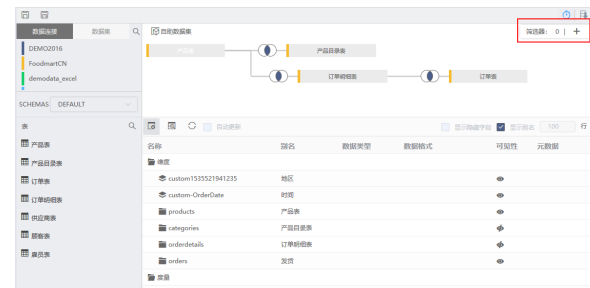 数据连接 数据集 自助数据集 筛选器： 0 | +
DEMO2016
FoodmartCN
demodata_excel
产品表 产品目录表
订单明细表 订单表
SCHEMAS DEFAULT
表 自动更新 显示隐藏字段 显示别名 100 行
名称 别名 数据类型 数据格式 可见性 元数据
维度
custom1535521941235 地区
custom-OrderDate 时间
products 产品表
categories 产品目录表
orderdetails 订单明细表
orders 发货
度量
产品表
产品目录表
订单表
订单明细表
供应商表
顾客表
雇员表